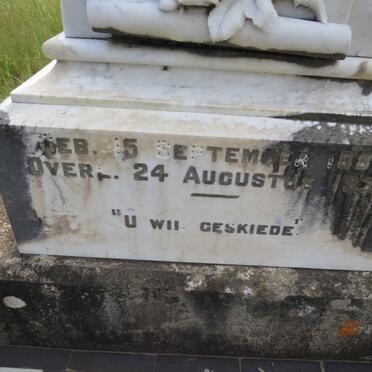 GEB. 15 SEPTEMBER
OVERL. 24 AUGUSTUS
"U WIL GESKIEDE"